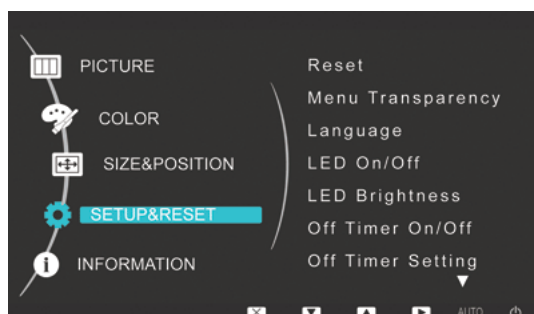 PICTURE
COLOR
SIZE&POSITION
SETUP&RESET
INFORMATION
Reset
Menu Transparency
Language
LED On/Off
LED Brightness
Off Timer On/Off
Off Timer Setting
AUTO